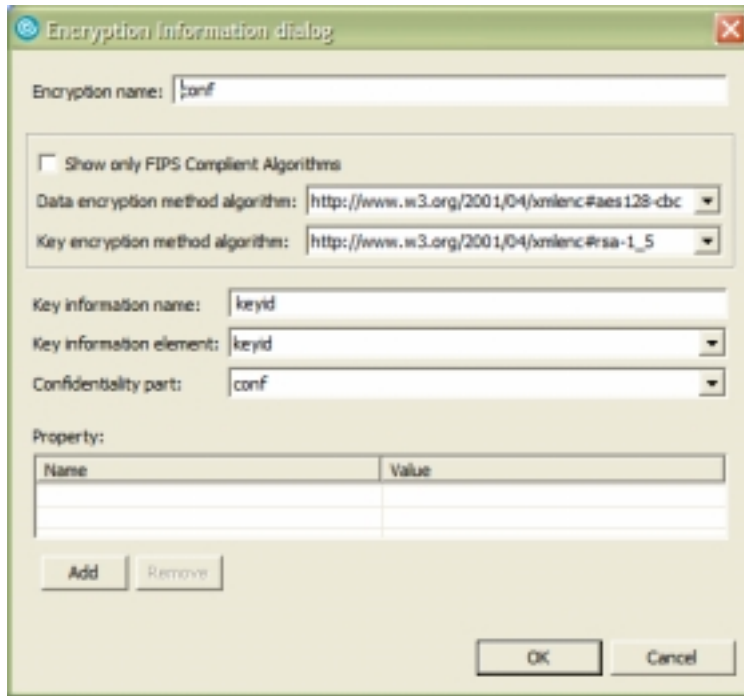 Encryption Information dialog
Encryption name: conf
Show only FIPS Complient Algorithms
Data encryption method algorithm: http://www.w3.org/2001/04/xmlenc#aes128-cbc
Key encryption method algorithm: http://www.w3.org/2001/04/xmlenc#rsa-1_5
Key information name: keyid
Key information element: keyid
Confidentiality part: conf
Property:
Name Value
Add Remove
OK Cancel